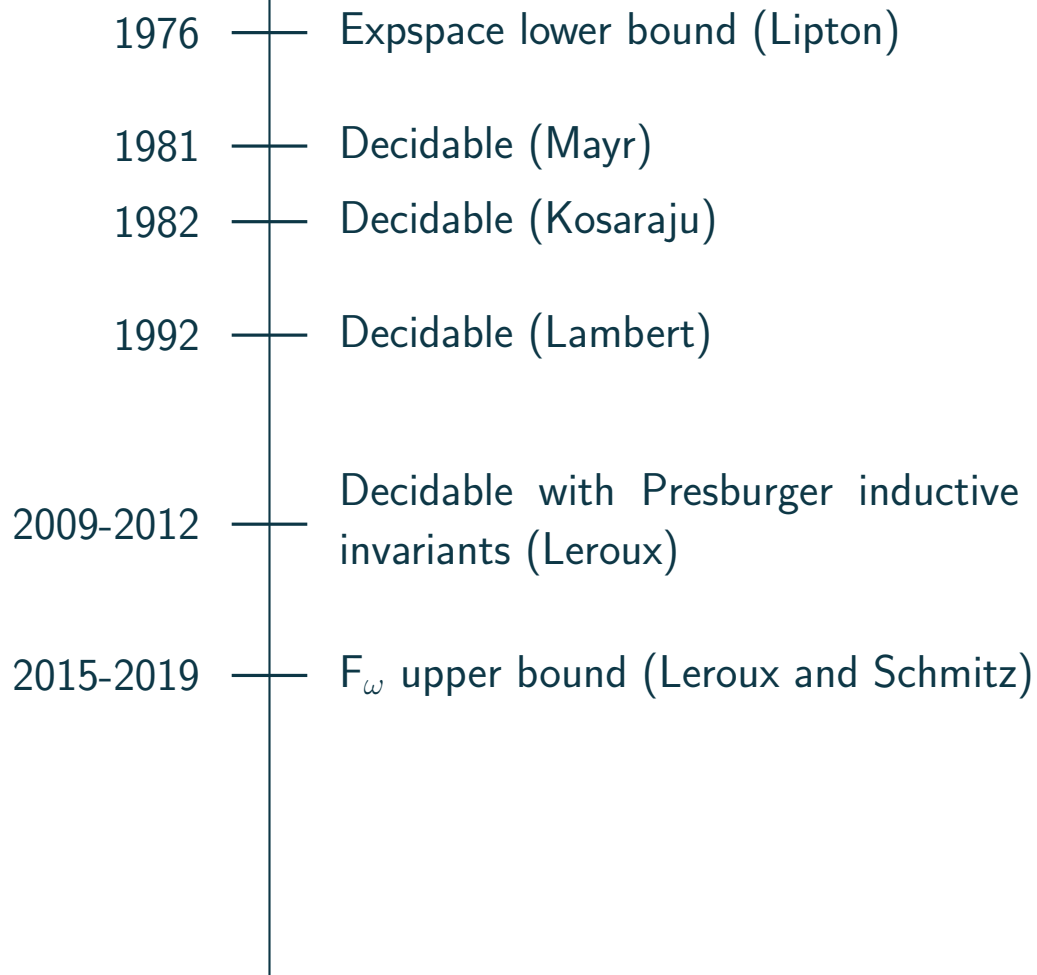 1976 Expspace lower bound (Lipton)
1981 Decidable (Mayr)
1982 Decidable (Kosaraju)
1992 Decidable (Lambert)
2009-2012 Decidable with Presburger inductive
invariants (Leroux)
2015-2019 F_ω upper bound (Leroux and Schmitz)